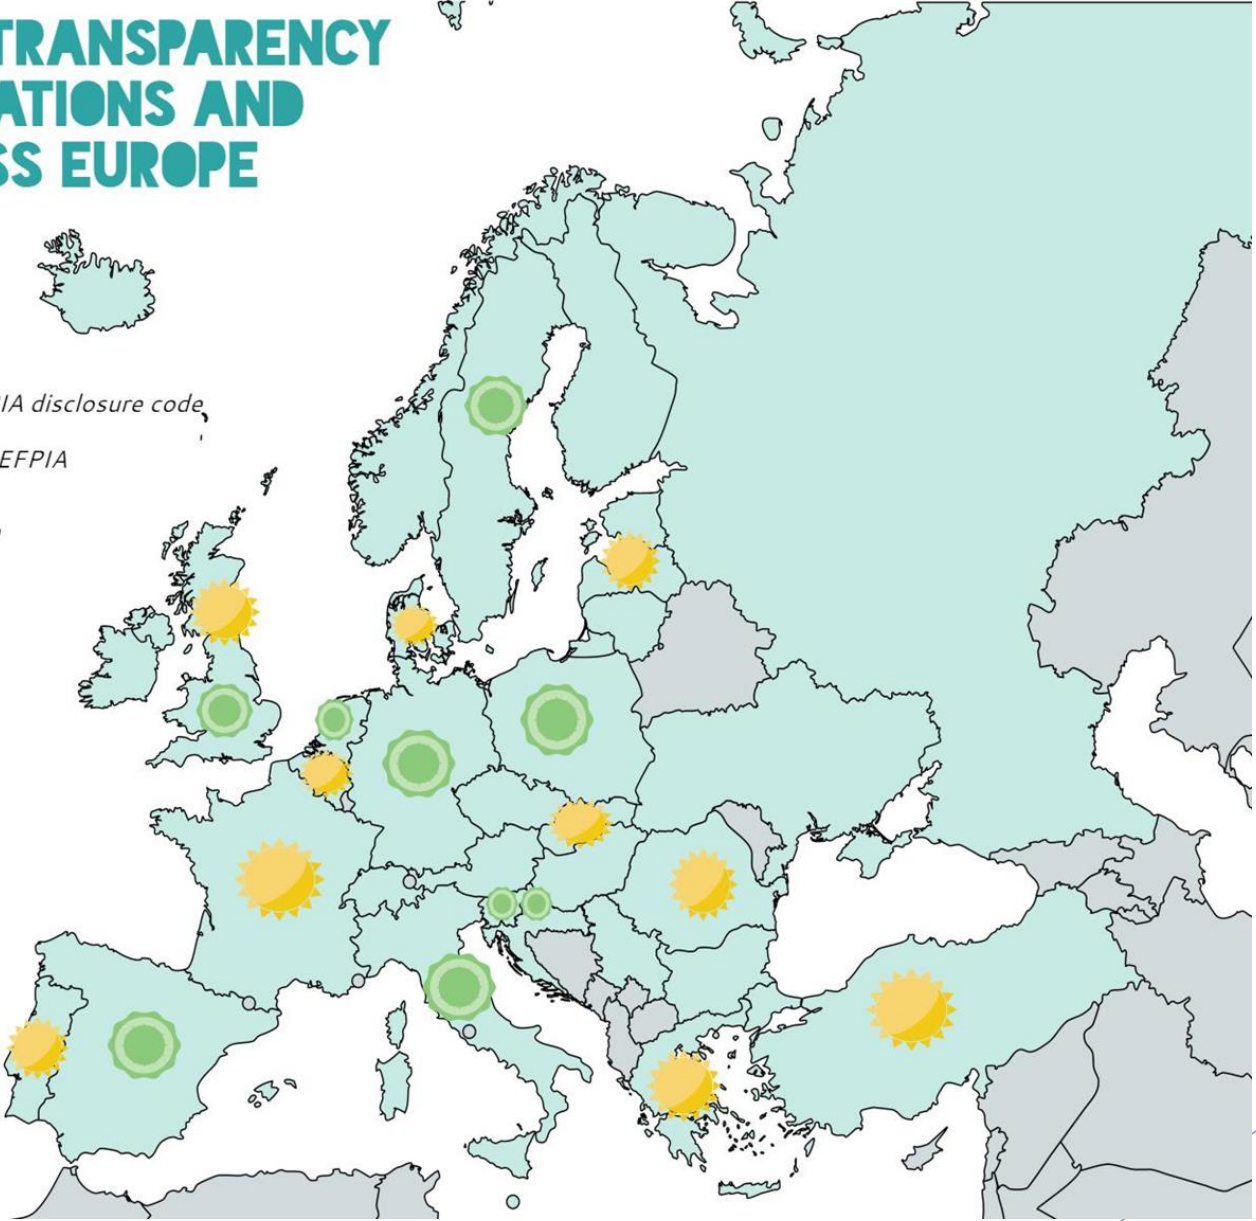 TRANSPARENCY
ATIONS AND
SS EUROPE
IA disclosure code
EFPIA